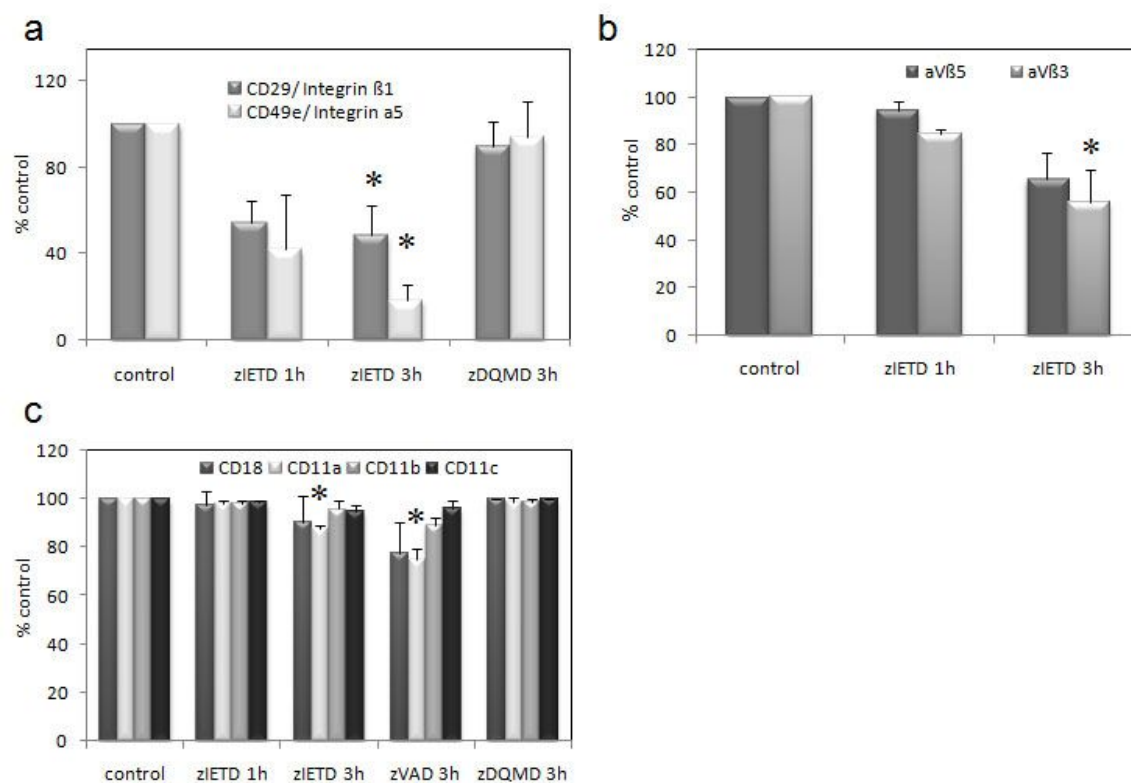 a
120
80
40
0
% control
CD29/ Integrin ß1
CD49e/ Integrin a5
*
*
control zIETD 1h zIETD 3h zDQMD 3h
b
120
100
80
60
40
20
0
% control
aVß5 aVß3
*
control zIETD 1h zIETD 3h
c
120
100
80
60
40
20
0
% control
CD18 CD11a CD11b CD11c
* *
control zIETD 1h zIETD 3h zVAD 3h zDQMD 3h